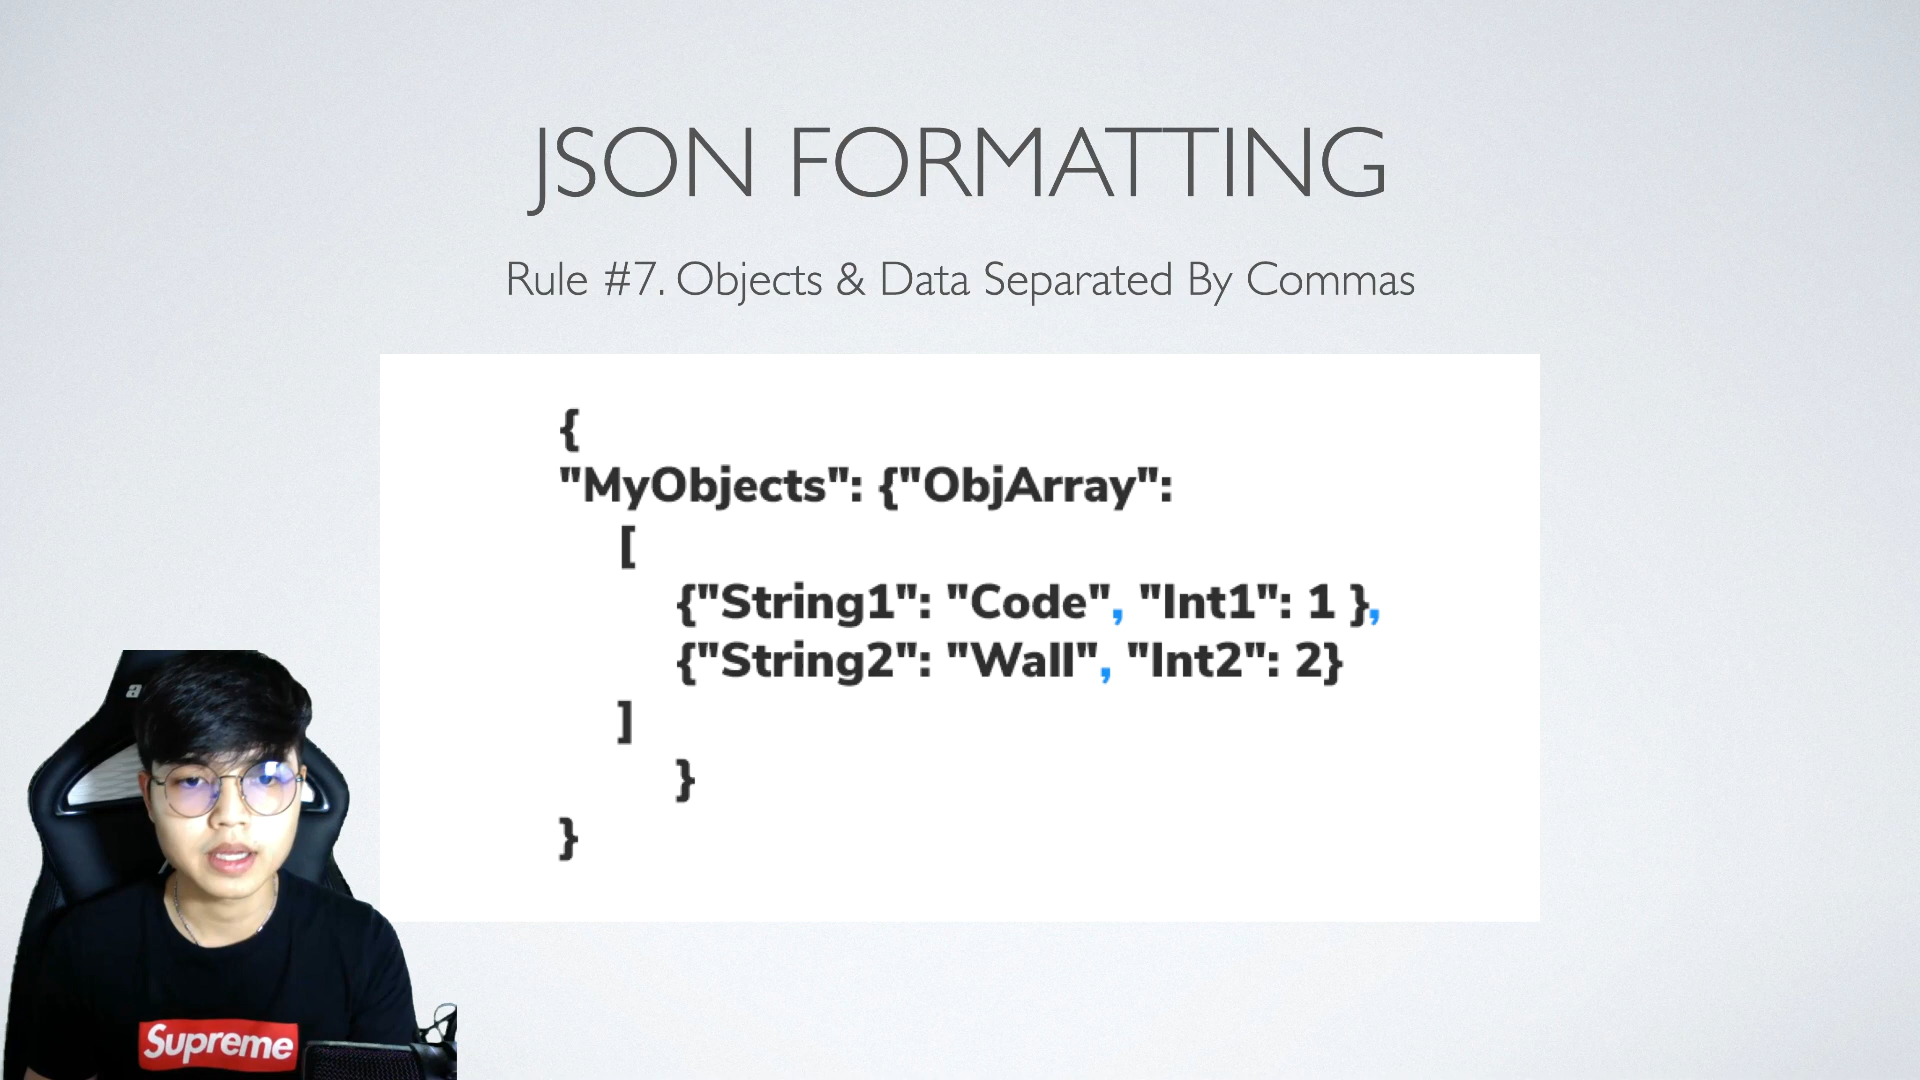 JSON FORMATTING
Rule #7. Objects & Data Separated By Commas
{
"MyObjects": {"ObjArray":
[
{"String1": "Code", "Int1": 1 },
{"String2": "Wall", "Int2": 2}
]
}
}
a
Supreme